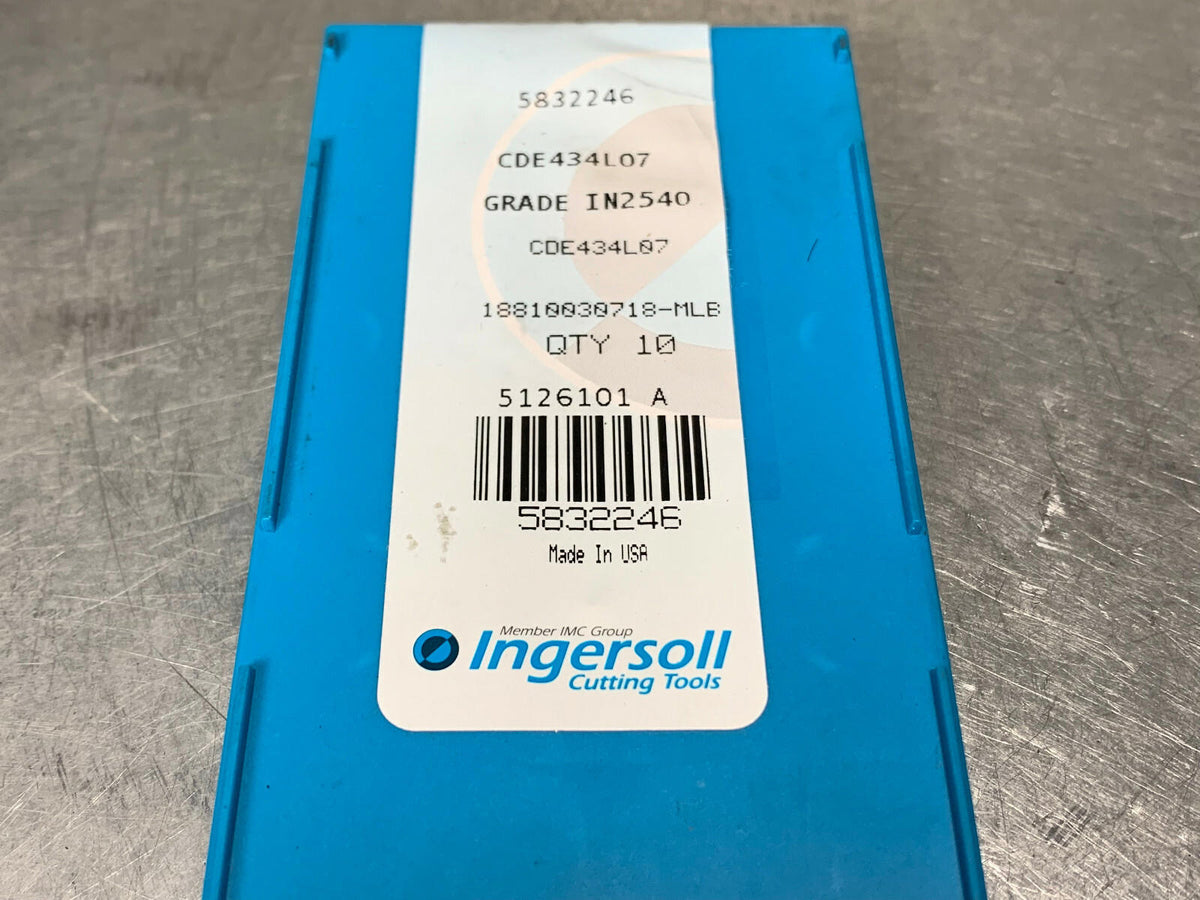 5832246
CDE434L07
GRADE IN2540
CDE434L07
18810030718-MLB
QTY 10
5126101 A
5832246
Made In USA
Member IMC Group
Ingersoll
Cutting Tools